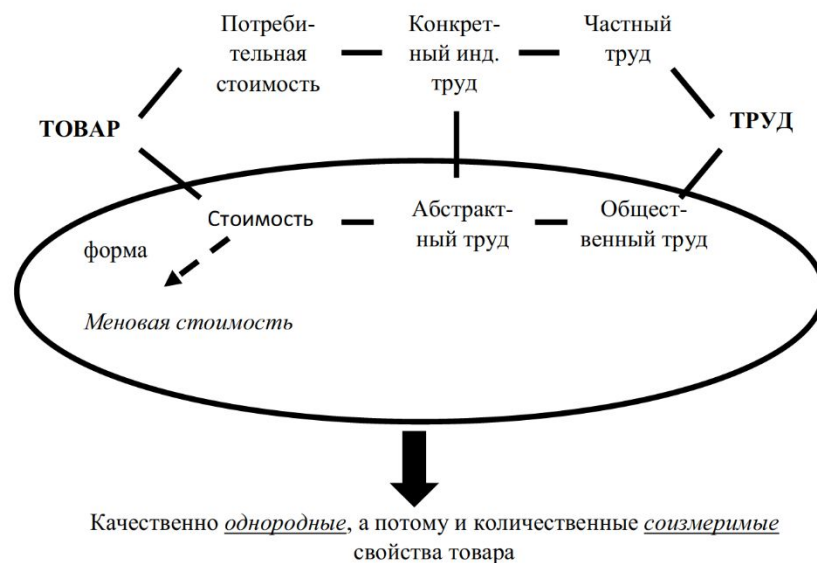 Потреби-
тельная
стоимость
Конкрет-
ный инд.
труд
Частный
труд
ТОВАР
ТРУД
Стоимость
Абстракт-
ный труд
Общест-
венный труд
форма
Меновая стоимость
Качественно однородные, а потому и количественные соизмеримые
свойства товара